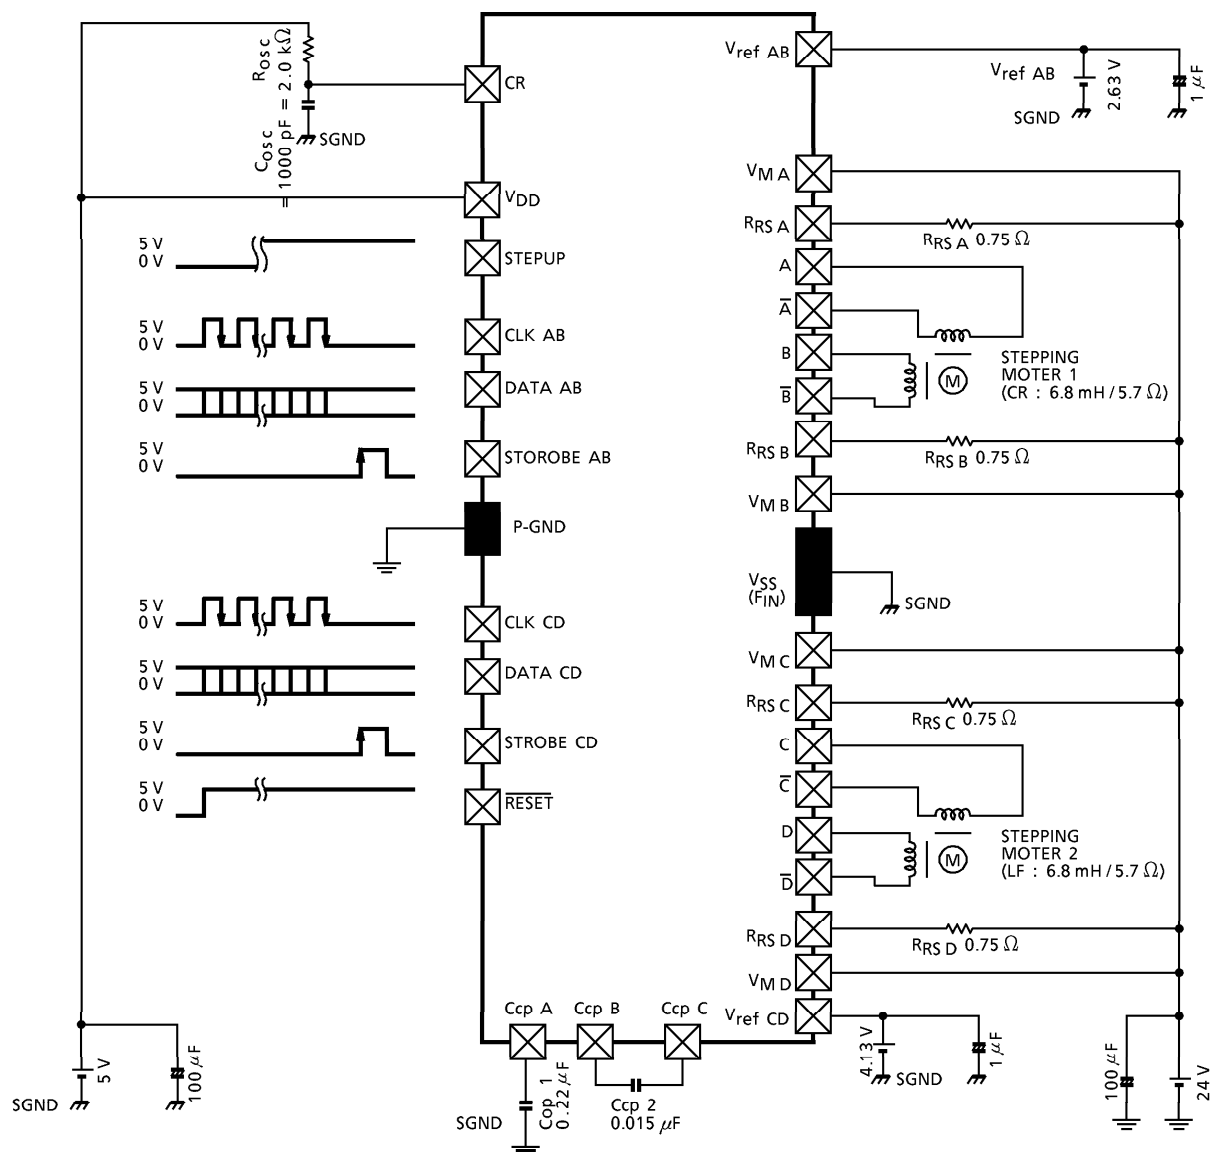 Rosc
Cosc
1000 pF = 2.0 kΩ
SGND
CR
VDD
5 V
0 V
STEPUP
5 V
0 V
CLK AB
5 V
0 V
DATA AB
5 V
0 V
STOROBE AB
P-GND
5 V
0 V
CLK CD
5 V
0 V
DATA CD
5 V
0 V
STROBE CD
5 V
0 V
RESET
5 V
100 μF
SGND
Vref AB
Vref AB
2.63 V
1 μF
SGND
VM A
RRS A
RRS A 0.75 Ω
A
A
B
B
STEPPING
MOTER 1
M
(CR : 6.8 mH / 5.7 Ω)
RRS B
RRS B 0.75 Ω
VM B
VSS
(FIN)
SGND
VM C
RRS C
RRS C 0.75 Ω
C
C
D
D
STEPPING
MOTER 2
M
(LF : 6.8 mH / 5.7 Ω)
RRS D
RRS D 0.75 Ω
VM D
Vref CD
4.13 V
1 μF
SGND
100 μF
24 V
Ccp A
Ccp B
Ccp C
Cop 1
0.22 μF
SGND
Ccp 2
0.015 μF